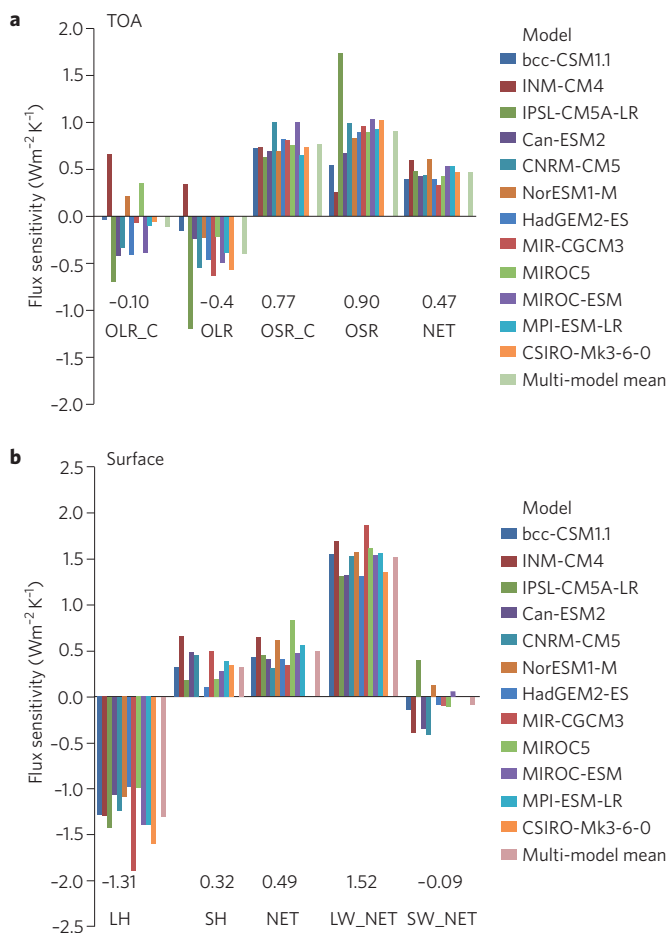 a
TOA
2.0
1.5
1.0
0.5
0.0
−0.5
−1.0
−1.5
−2.0
Flux sensitivity (Wm−2 K−1)
−0.10 −0.4 0.77 0.90 0.47
OLR_C OLR OSR_C OSR NET
Model
bcc-CSM1.1
INM-CM4
IPSL-CM5A-LR
Can-ESM2
CNRM-CM5
NorESM1-M
HadGEM2-ES
MIR-CGCM3
MIROC5
MIROC-ESM
MPI-ESM-LR
CSIRO-Mk3-6-0
Multi-model mean
b
Surface
2.5
2.0
1.5
1.0
0.5
0.0
−0.5
−1.0
−1.5
−2.0
−2.5
Flux sensitivity (Wm−2 K−1)
−1.31 0.32 0.49 1.52 −0.09
LH SH NET LW_NET SW_NET
Model
bcc-CSM1.1
INM-CM4
IPSL-CM5A-LR
Can-ESM2
CNRM-CM5
NorESM1-M
HadGEM2-ES
MIR-CGCM3
MIROC5
MIROC-ESM
MPI-ESM-LR
CSIRO-Mk3-6-0
Multi-model mean